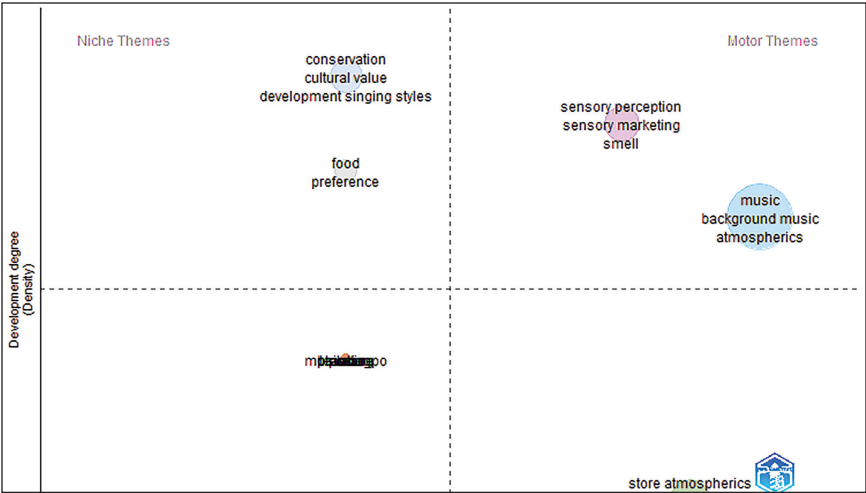 Niche Themes
Motor Themes
conservation
cultural value
development singing styles
sensory perception
sensory marketing
smell
food
preference
music
background music
atmospherics
Development degree
(Density)
store atmospherics